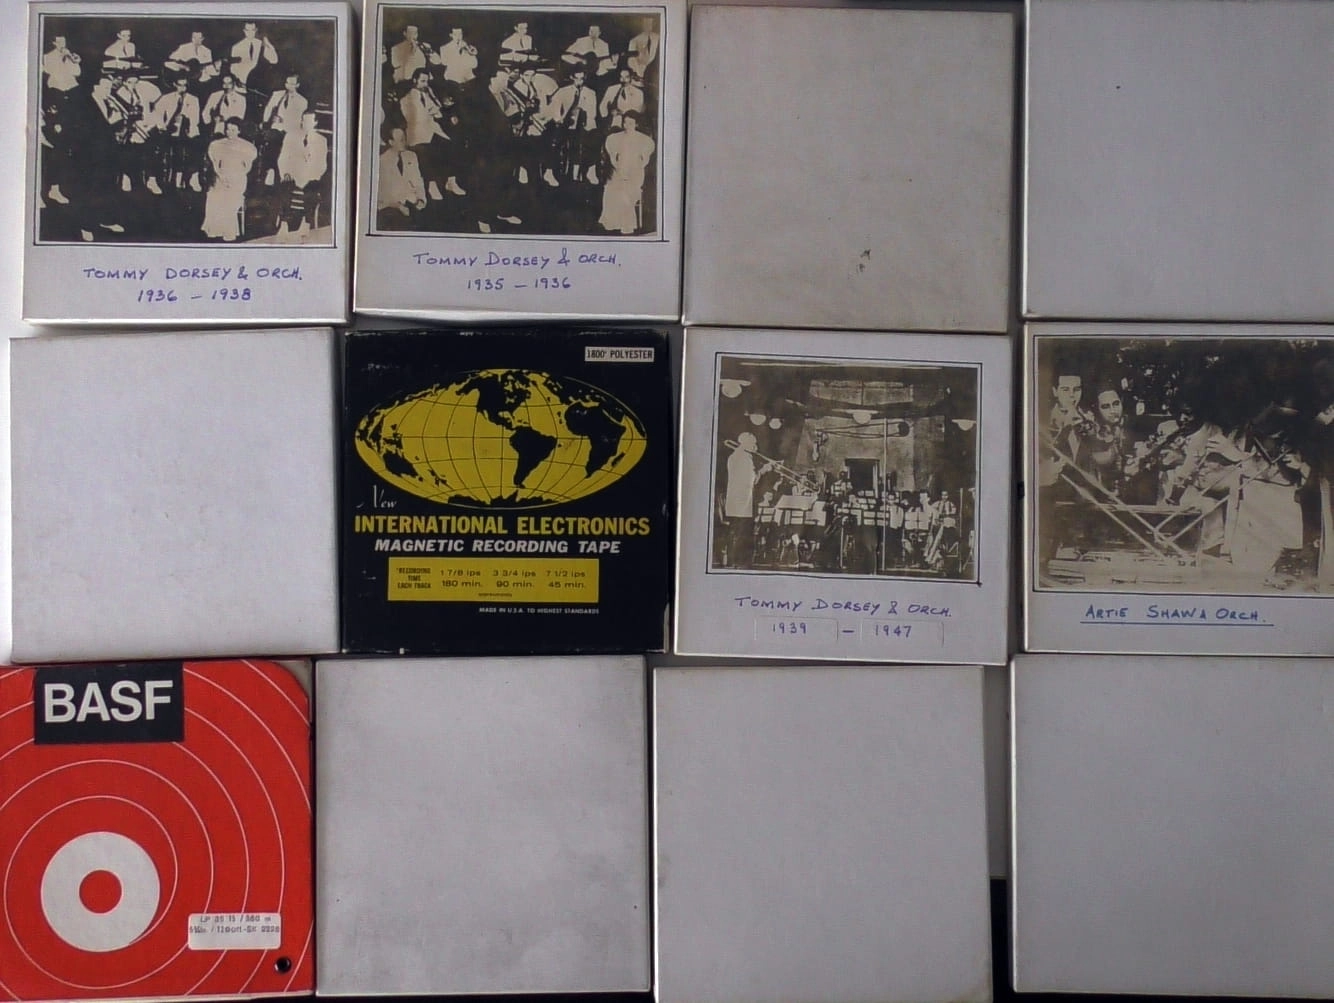 TOMMY DORSEY & ORCH.
1936 – 1938
TOMMY DORSEY & ORCH.
1935 – 1936
1800' POLYESTER
New
INTERNATIONAL ELECTRONICS
MAGNETIC RECORDING TAPE
*RECORDING TIME EACH TRACK
1 7/8 ips 3 3/4 ips 7 1/2 ips
180 min. 90 min. 45 min.
MADE IN U.S.A. TO HIGHEST STANDARDS
TOMMY DORSEY & ORCH.
1939 – 1947
ARTIE SHAW & ORCH.
BASF
LP 35